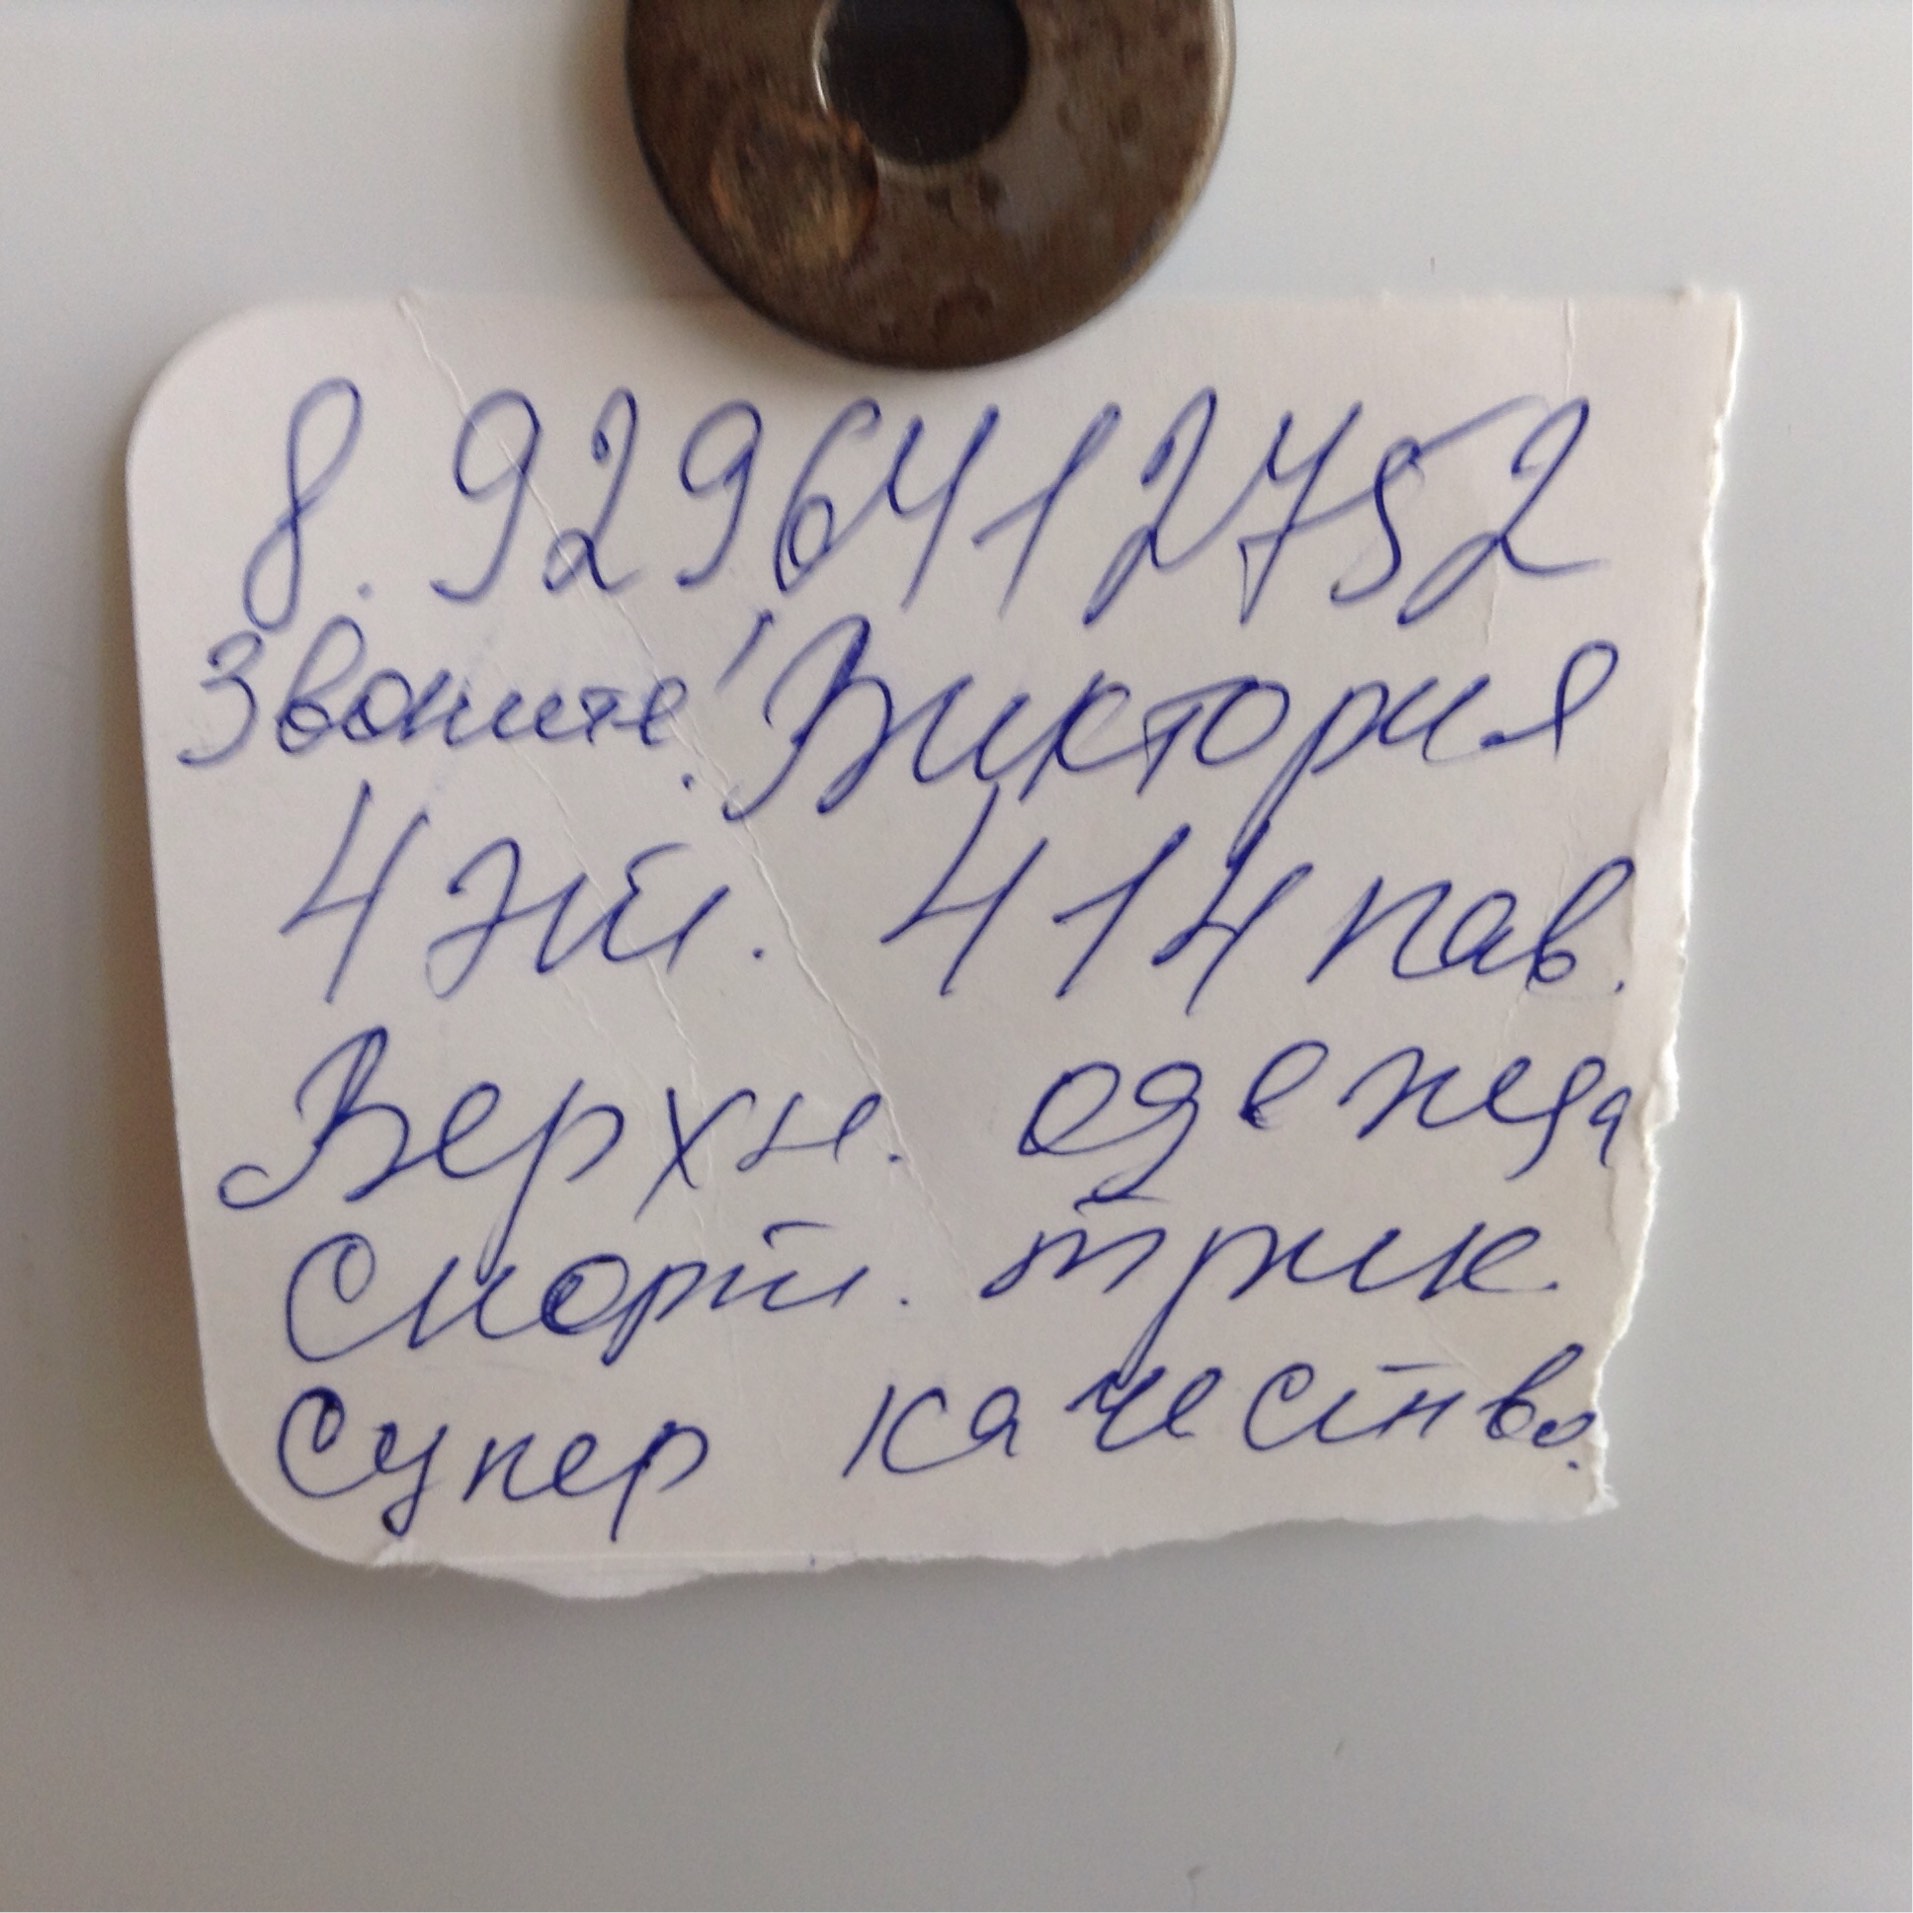 8. 9296412752
Звоните! Виктория
4 эт. 414 пав.
Верхн. одежда
Спорт. трик.
Супер качество.